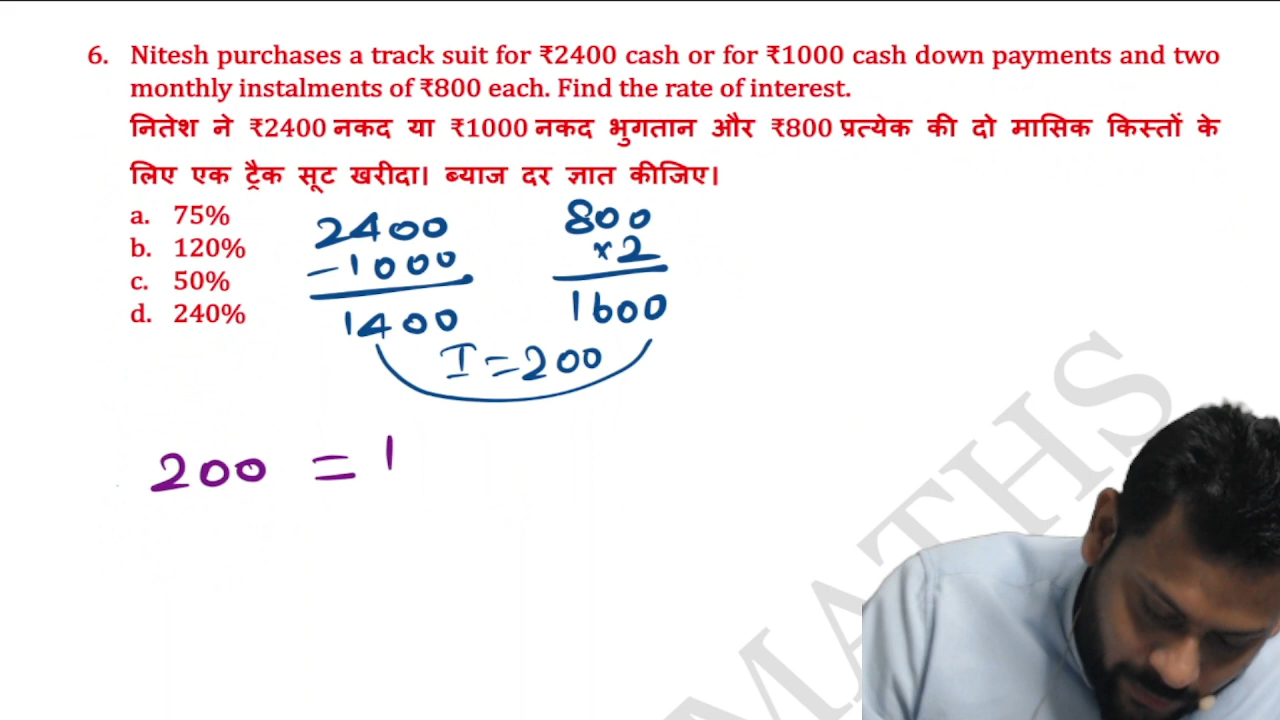 6. Nitesh purchases a track suit for ₹2400 cash or for ₹1000 cash down payments and two
monthly instalments of ₹800 each. Find the rate of interest.
नितेश ने ₹2400 नकद या ₹1000 नकद भुगतान और ₹800 प्रत्येक की दो मासिक किस्तों के
लिए एक ट्रैक सूट खरीदा। ब्याज दर ज्ञात कीजिए।
a. 75%
b. 120%
c. 50%
d. 240%
2400
-1000
1400
800
×2
1600
I=200
200 = 1
MATHS